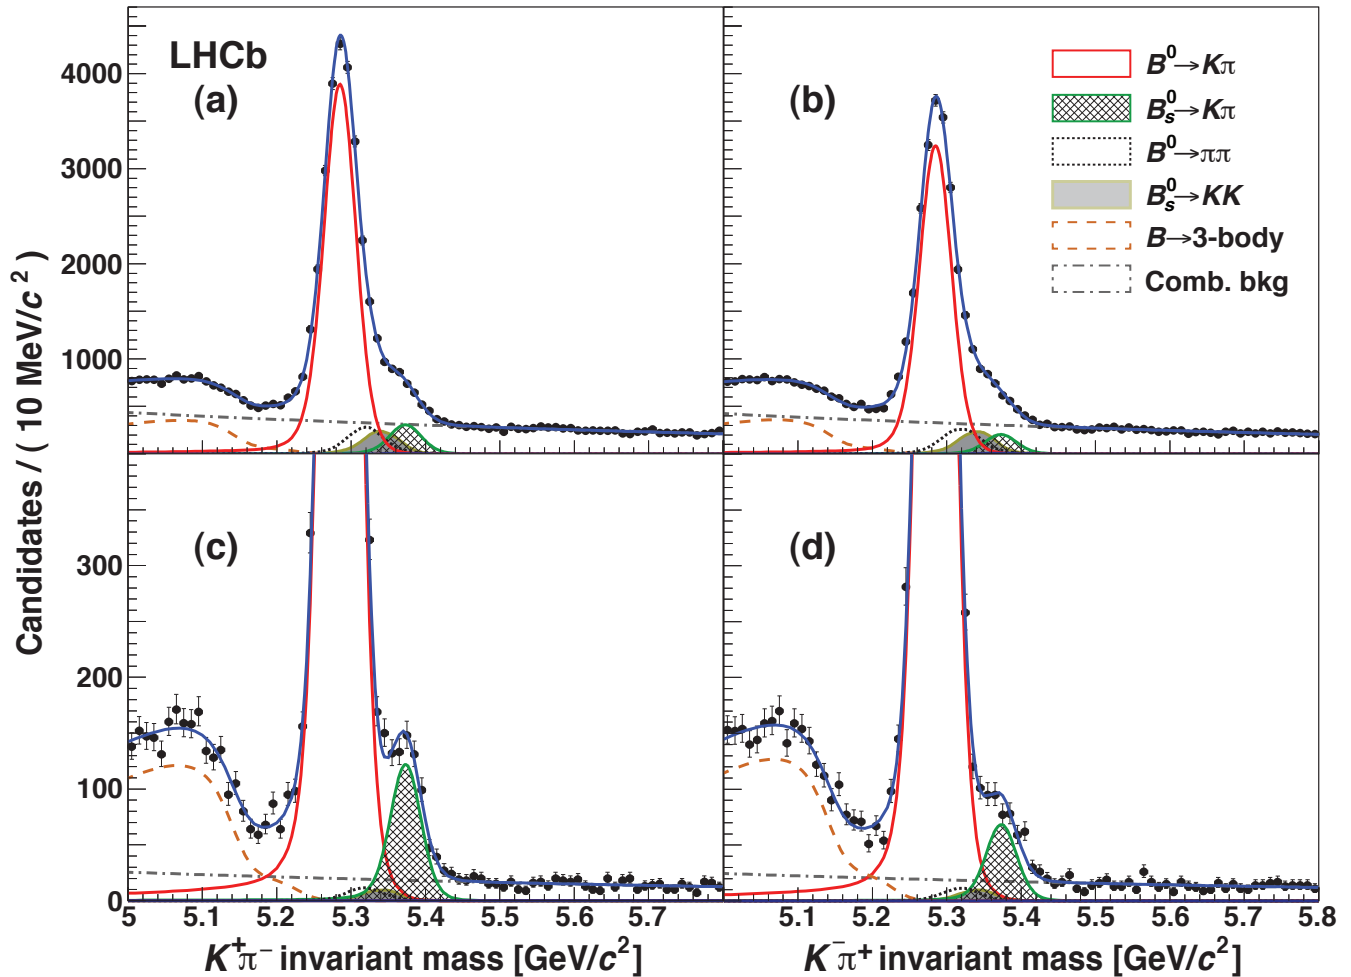 LHCb
(a)
(b)
B⁰→Kπ
B⁰ₛ→Kπ
B⁰→ππ
B⁰ₛ→KK
B→3-body
Comb. bkg
4000
3000
2000
1000
Candidates / ( 10 MeV/c² )
(c)
(d)
300
200
100
0
5 5.1 5.2 5.3 5.4 5.5 5.6 5.7
5.1 5.2 5.3 5.4 5.5 5.6 5.7 5.8
K⁺π⁻ invariant mass [GeV/c²]
K⁻π⁺ invariant mass [GeV/c²]